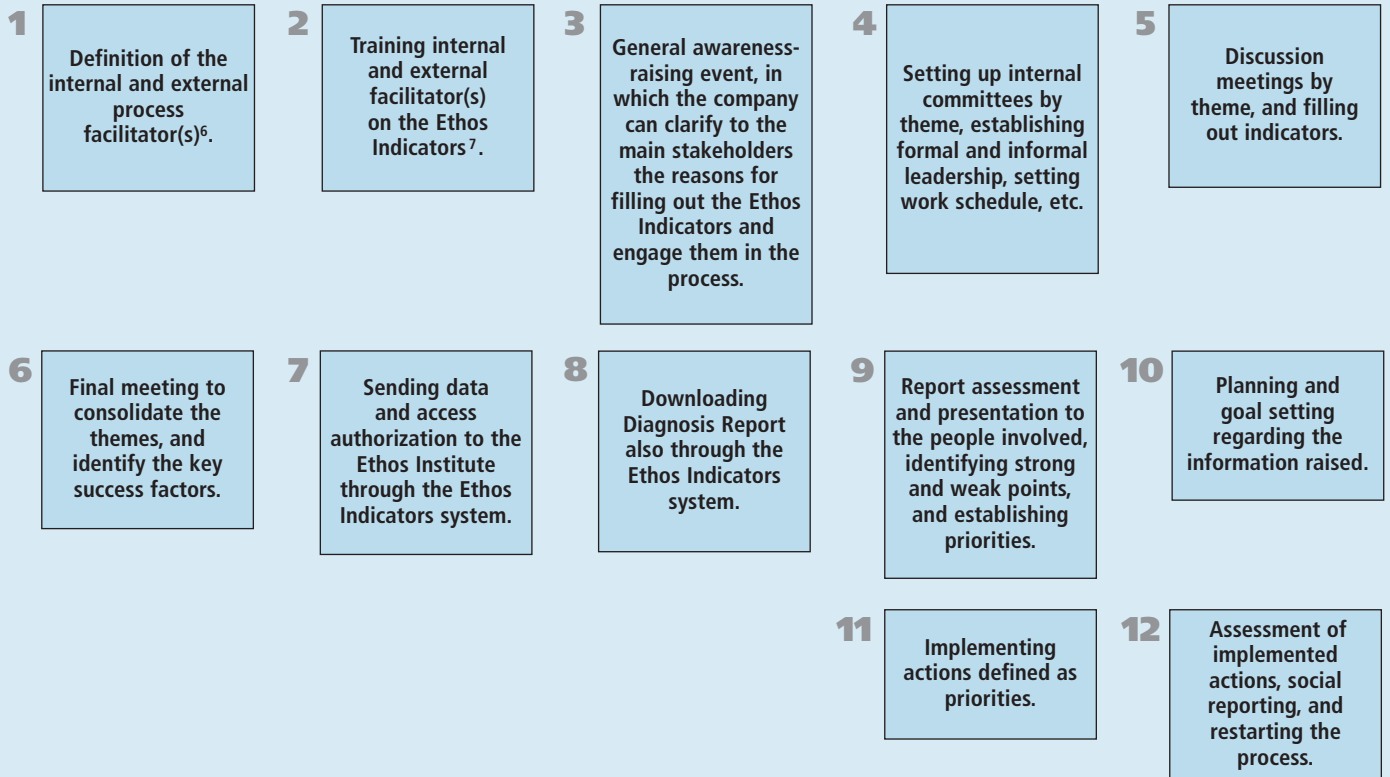 1
Definition of the
internal and external
process
facilitator(s)⁶.
2
Training internal
and external
facilitator(s)
on the Ethos
Indicators⁷.
3
General awareness-
raising event, in
which the company
can clarify to the
main stakeholders
the reasons for
filling out the Ethos
Indicators and
engage them in the
process.
4
Setting up internal
committees by
theme, establishing
formal and informal
leadership, setting
work schedule, etc.
5
Discussion
meetings by
theme, and filling
out indicators.
6
Final meeting to
consolidate the
themes, and
identify the key
success factors.
7
Sending data
and access
authorization to the
Ethos Institute
through the Ethos
Indicators system.
8
Downloading
Diagnosis Report
also through the
Ethos Indicators
system.
9
Report assessment
and presentation to
the people involved,
identifying strong
and weak points,
and establishing
priorities.
10
Planning and
goal setting
regarding the
information raised.
11
Implementing
actions defined as
priorities.
12
Assessment of
implemented
actions, social
reporting, and
restarting the
process.